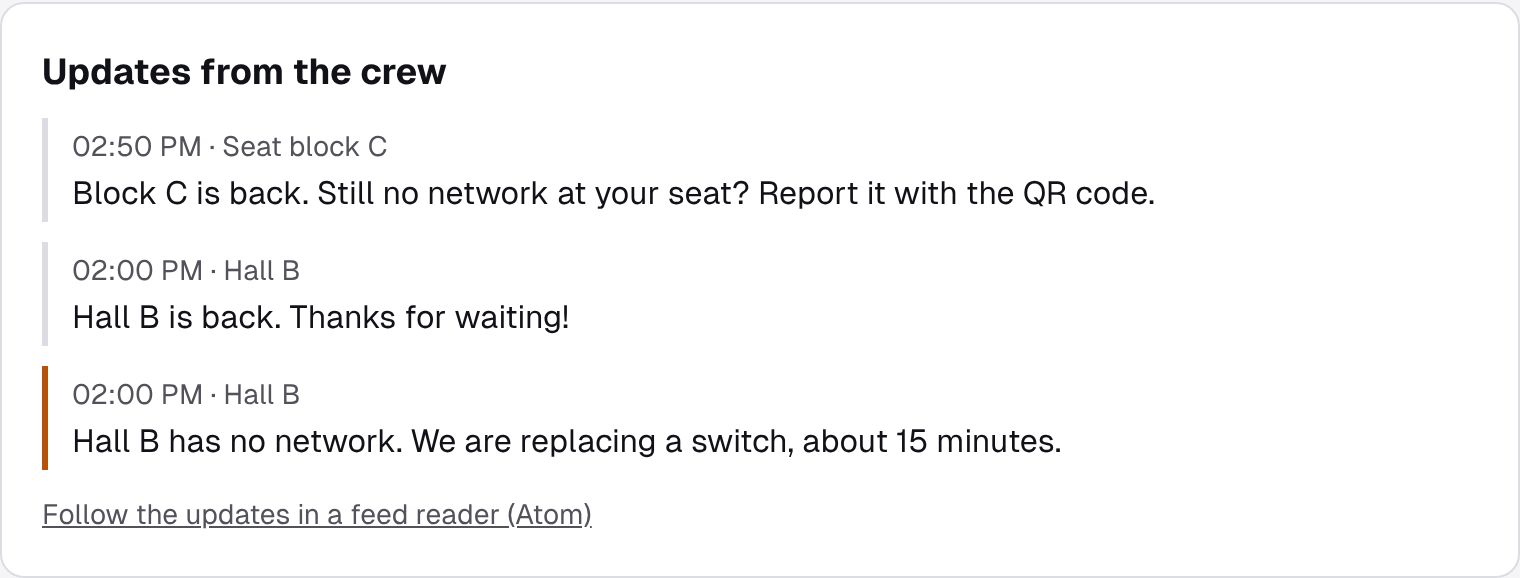 Updates from the crew
02:50 PM · Seat block C
Block C is back. Still no network at your seat? Report it with the QR code.
02:00 PM · Hall B
Hall B is back. Thanks for waiting!
02:00 PM · Hall B
Hall B has no network. We are replacing a switch, about 15 minutes.
Follow the updates in a feed reader (Atom)